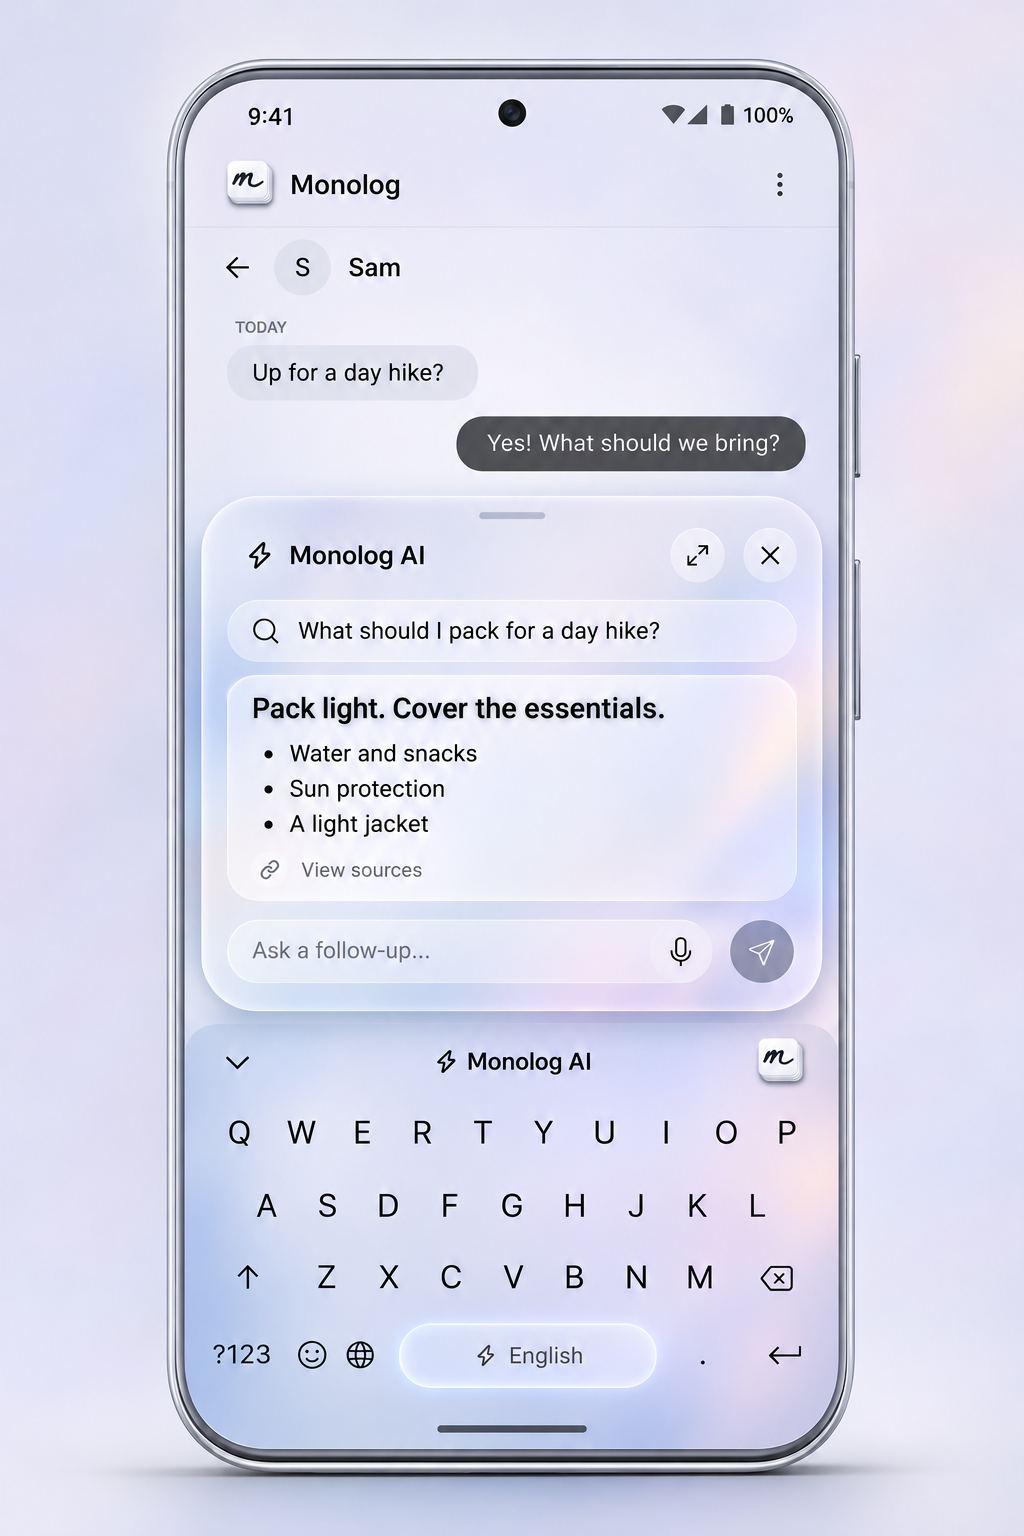 9:41
100%
m Monolog
S Sam
TODAY
Up for a day hike?
Yes! What should we bring?
Monolog AI
What should I pack for a day hike?
Pack light. Cover the essentials.
• Water and snacks
• Sun protection
• A light jacket
View sources
Ask a follow-up...
Monolog AI m
Q W E R T Y U I O P
A S D F G H J K L
Z X C V B N M
?123 English .